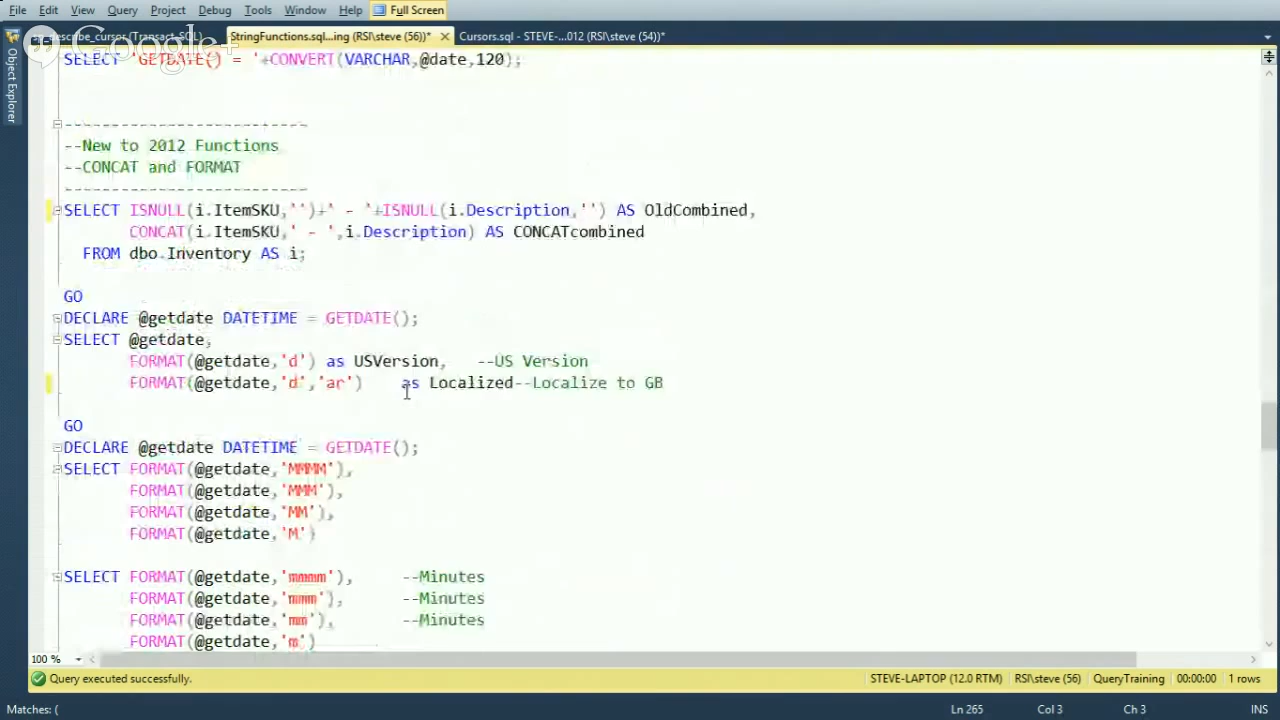 File Edit View Query Project Debug Tools Window Help Full Screen
Google+
sp_describe_cursor (Transact-SQL) StringFunctions.sql...ing (RSI\steve (56))* × Cursors.sql - STEVE-...012 (RSI\steve (54))*
Object Explorer
SELECT 'GETDATE() = '+CONVERT(VARCHAR,@date,120);
--------------------------
--New to 2012 Functions
--CONCAT and FORMAT
--------------------------
SELECT ISNULL(i.ItemSKU,'')+' - '+ISNULL(i.Description,'') AS OldCombined,
CONCAT(i.ItemSKU,' - ',i.Description) AS CONCATcombined
FROM dbo.Inventory AS i;
GO
DECLARE @getdate DATETIME = GETDATE();
SELECT @getdate,
FORMAT(@getdate,'d') as USVersion, --US Version
FORMAT(@getdate,'d','ar') as Localized--Localize to GB
GO
DECLARE @getdate DATETIME = GETDATE();
SELECT FORMAT(@getdate,'MMMM'),
FORMAT(@getdate,'MMM'),
FORMAT(@getdate,'MM'),
FORMAT(@getdate,'M')
SELECT FORMAT(@getdate,'mmmm'), --Minutes
FORMAT(@getdate,'mmm'), --Minutes
FORMAT(@getdate,'mm'), --Minutes
FORMAT(@getdate,'m')
100 %
Query executed successfully. STEVE-LAPTOP (12.0 RTM) RSI\steve (56) QueryTraining 00:00:00 1 rows
Matches: ( Ln 265 Col 3 Ch 3 INS